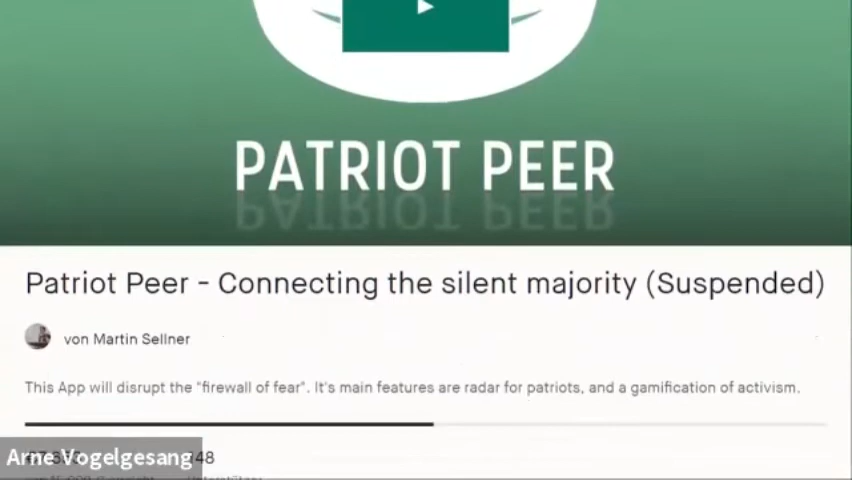 PATRIOT PEER
Patriot Peer - Connecting the silent majority (Suspended)
von Martin Sellner
This App will disrupt the "firewall of fear". It's main features are radar for patriots, and a gamification of activism.
Arne Vogelgesang
148